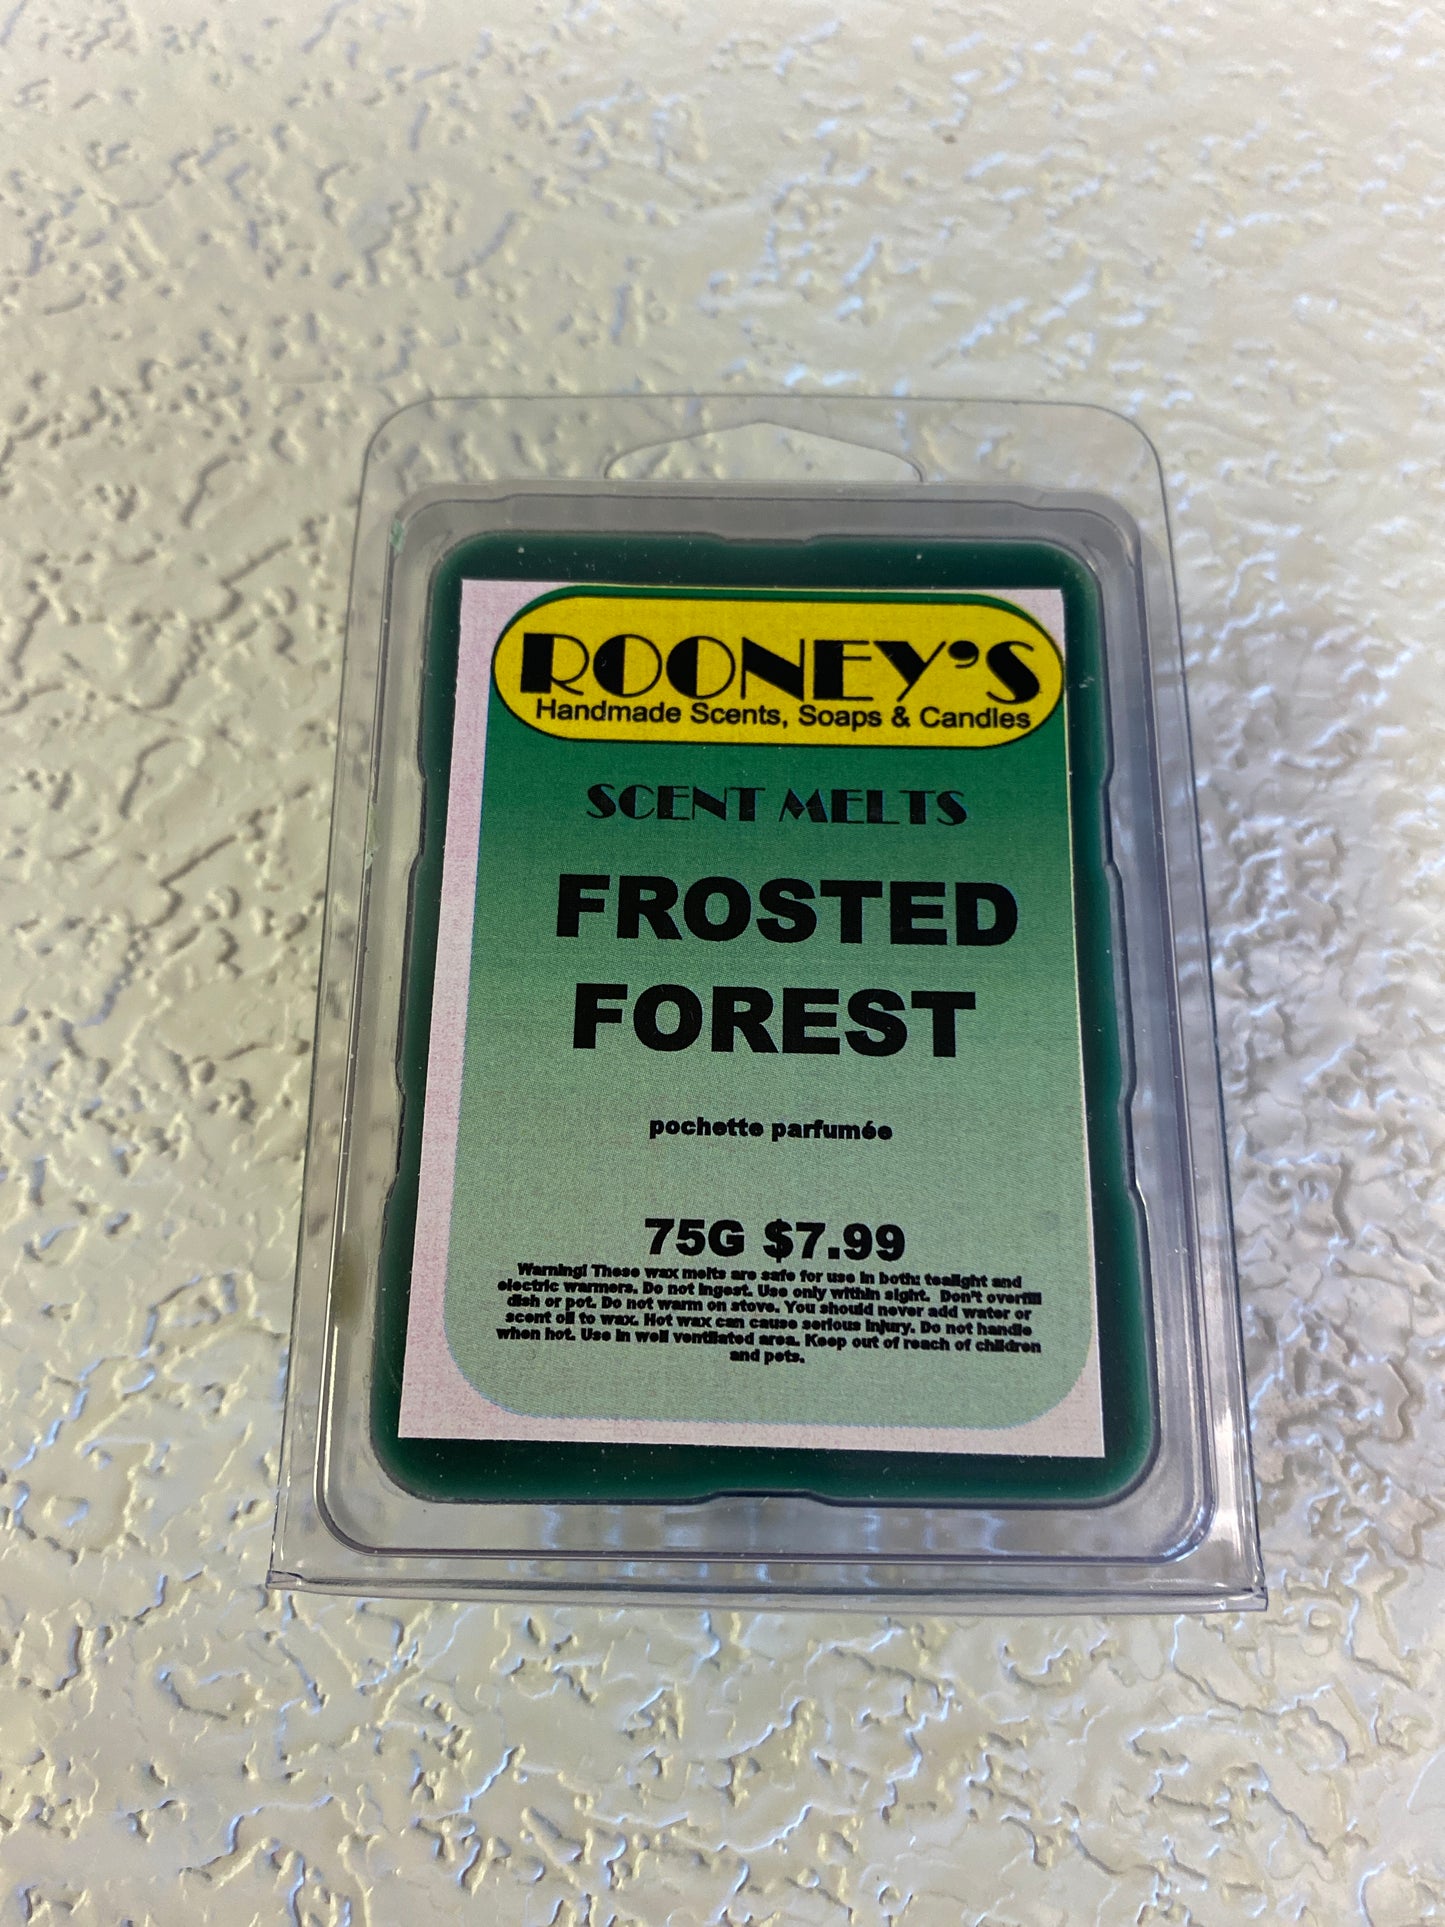 ROONEY'S
Handmade Scents, Soaps & Candles
SCENT MELTS
FROSTED
FOREST
pochette parfumée
75G $7.99
Warning! These wax melts are safe for use in both: tealight and
electric warmers. Do not ingest. Use only within sight. Don't overfill
dish or pot. Do not warm on stove. You should never add water or
scent oil to wax. Hot wax can cause serious injury. Do not handle
when hot. Use in well ventilated area. Keep out of reach of children
and pets.